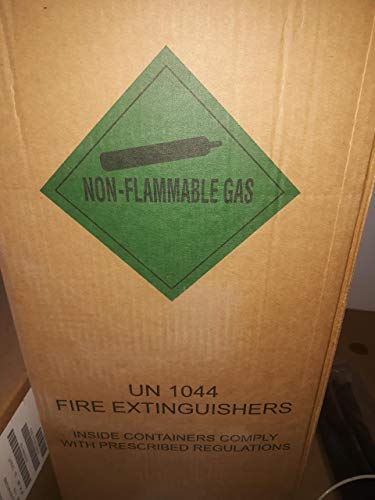 NON-FLAMMABLE GAS
UN 1044
FIRE EXTINGUISHERS
INSIDE CONTAINERS COMPLY
WITH PRESCRIBED REGULATIONS